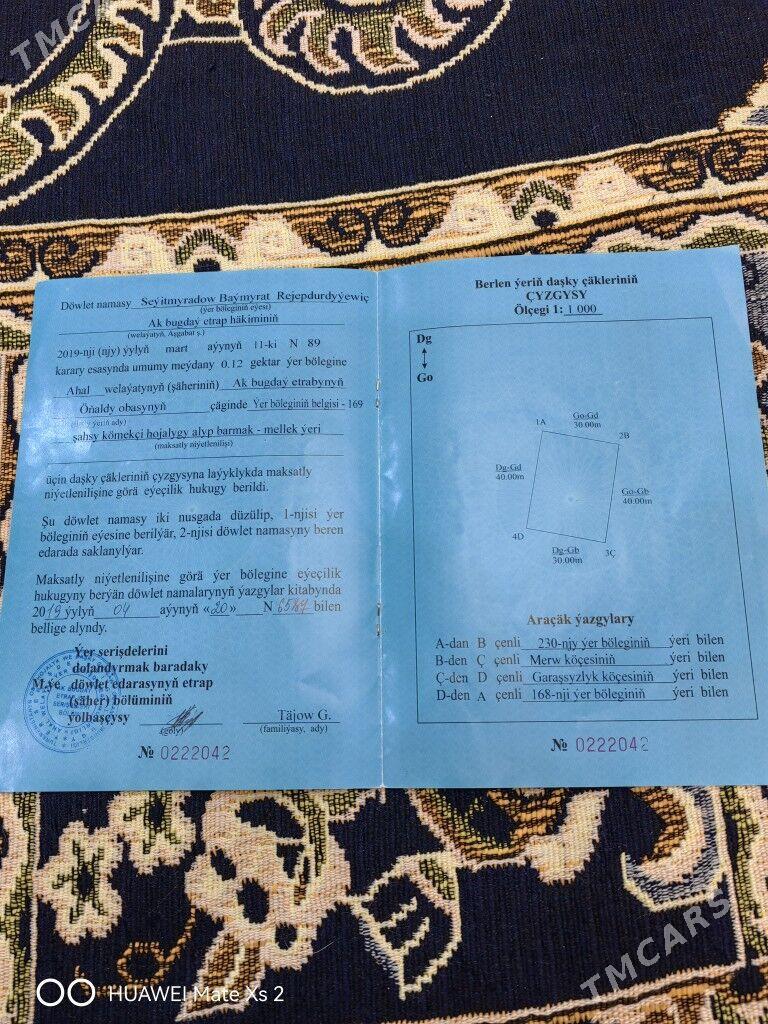 TMCARS
Döwlet namasy Seýitmyradow Baýmyrat Rejepdurdyýewiç
(ýer böleginiň eýesi)
Ak bugdaý etrap häkiminiň
(welaýatyň, Aşgabat ş.)
2019-nji (njy) ýylyň mart aýynyň 11-ki N 89
karary esasynda umumy meýdany 0.12 gektar ýer bölegine
Ahal welaýatynyň (şäheriniň) Ak bugdaý etrabynyň
Öňaldy obasynyň çäginde Ýer böleginiň belgisi - 169
ýeriň ady)
şahsy kömekçi hojalygy alyp barmak - mellek ýeri
(maksatly niýetlenilişi)
üçin daşky çäkleriniň çyzgysyna laýyklykda maksatly
niýetlenilişine görä eýeçilik hukugy berildi.
Şu döwlet namasy iki nusgada düzülip, 1-njisi ýer
böleginiň eýesine berilýär, 2-njisi döwlet namasyny beren
edarada saklanylýar.
Maksatly niýetlenilişine görä ýer bölegine eýeçilik
hukugyny berýän döwlet namalarynyň ýazgylar kitabynda
2019 ýylyň 04 aýynyň «20» N bilen
bellige alyndy.
Ýer serişdelerini
dolandyrmak baradaky
M.ýe döwlet edarasynyň etrap
(şäher) bölüminiň
ýolbaşçysy Täjow G.
(goly) (familiýasy, ady)
№ 0222042
Berlen ýeriň daşky çäkleriniň
ÇYZGYSY
Ölçegi 1: 1 000
Dg
Go
Go-Gd
30.00m
1A
2B
Dg-Gd
40.00m
Go-Gb
40.00m
4D
Dg-Gb
30.00m
3Ç
Araçäk ýazgylary
A-dan B çenli 230-njy ýer böleginiň ýeri bilen
B-den Ç çenli Merw köçesiniň ýeri bilen
Ç-den D çenli Garaşsyzlyk köçesiniň ýeri bilen
D-den A çenli 168-nji ýer böleginiň ýeri bilen
№ 0222042
TMCARS
HUAWEI Mate Xs 2